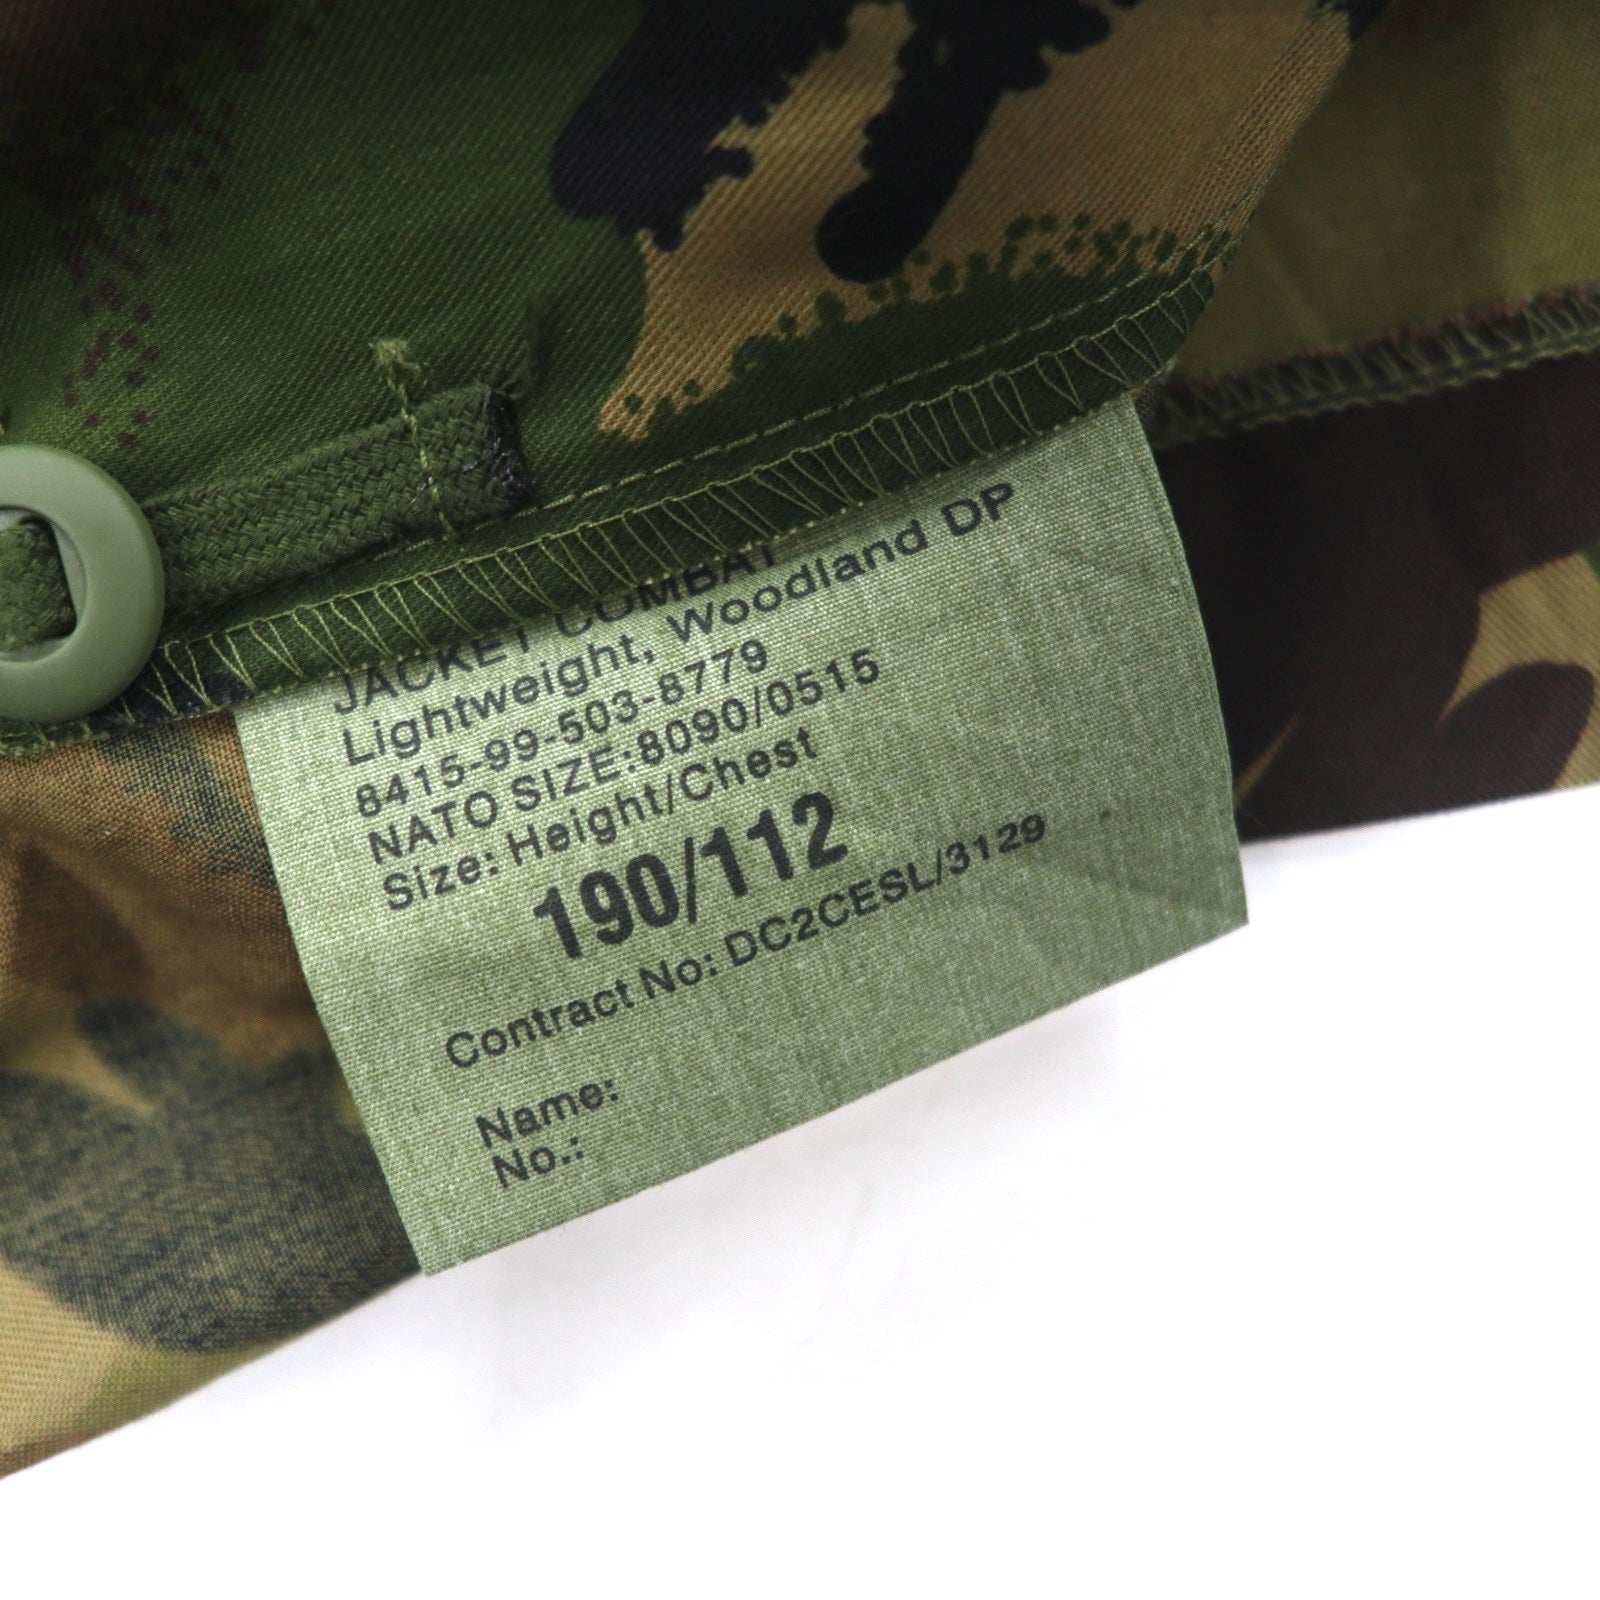 JACKET COMBAT
Lightweight, Woodland DP
8415-99-503-8779
NATO SIZE:8090/0515
Size: Height/Chest
190/112
Contract No: DC2CESL/3129
Name:
No.: